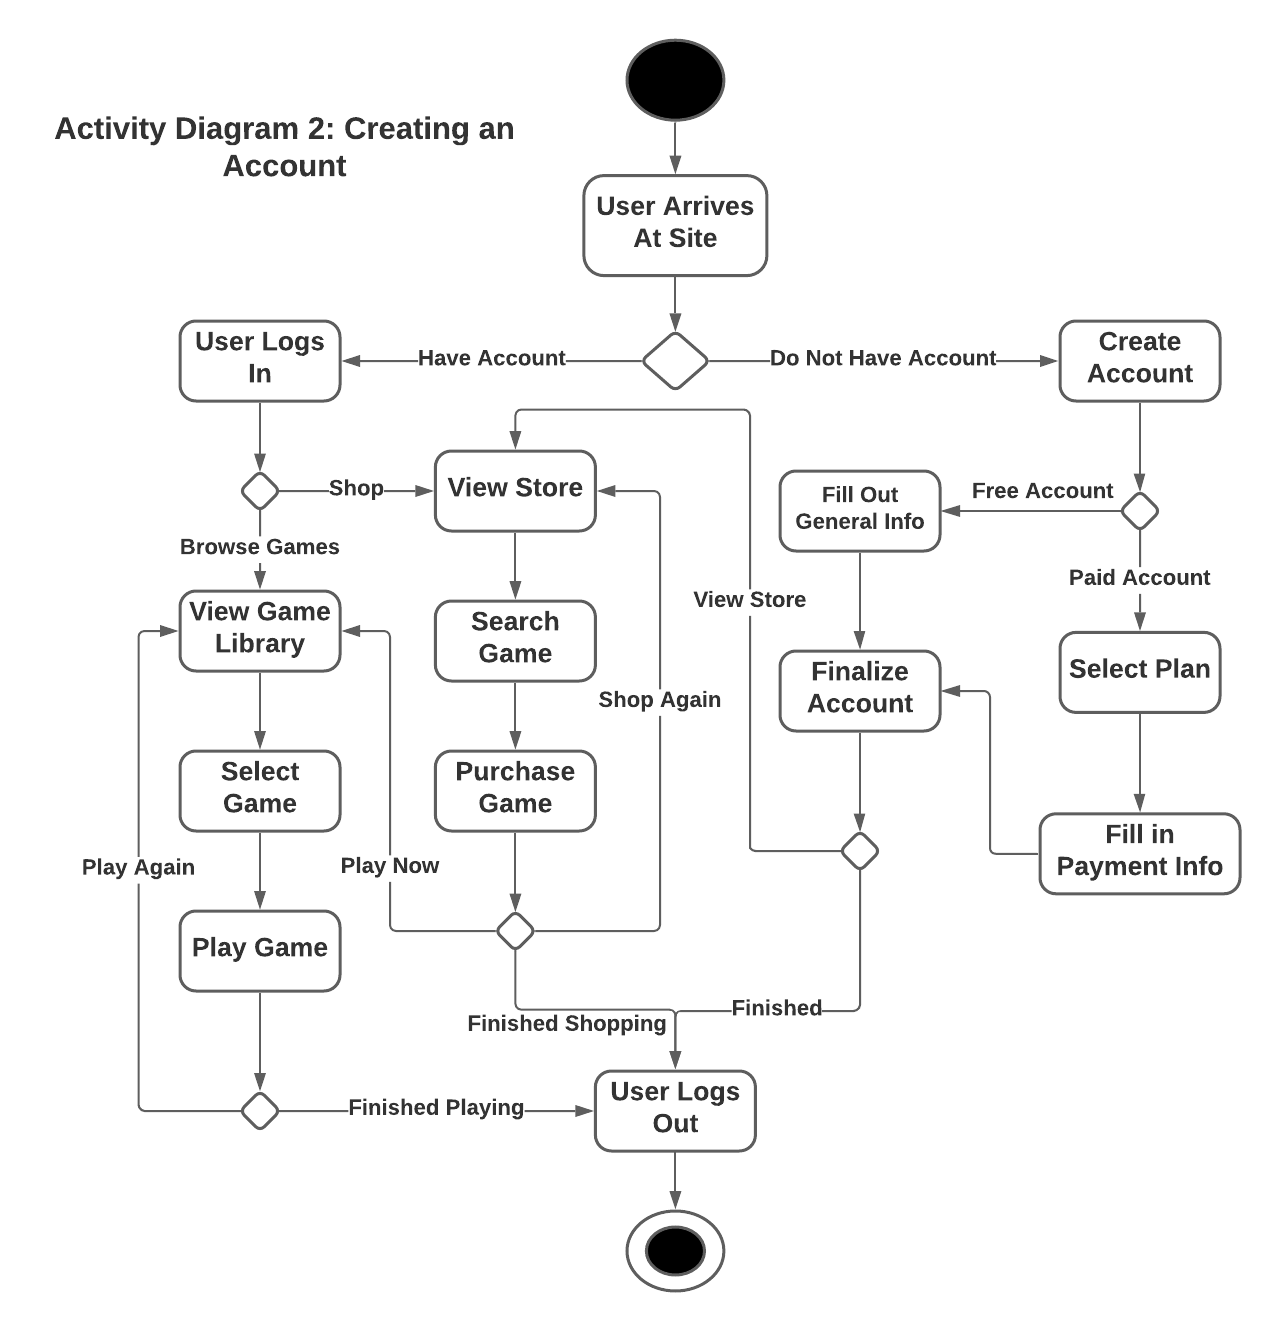 Activity Diagram 2: Creating an
Account
User Arrives
At Site
User Logs
In
Have Account
Do Not Have Account
Create
Account
Shop
View Store
Fill Out
General Info
Free Account
Browse Games
Paid Account
View Game
Library
Search
Game
View Store
Finalize
Account
Select Plan
Shop Again
Select
Game
Purchase
Game
Fill in
Payment Info
Play Again
Play Now
Play Game
Finished Shopping
Finished
Finished Playing
User Logs
Out